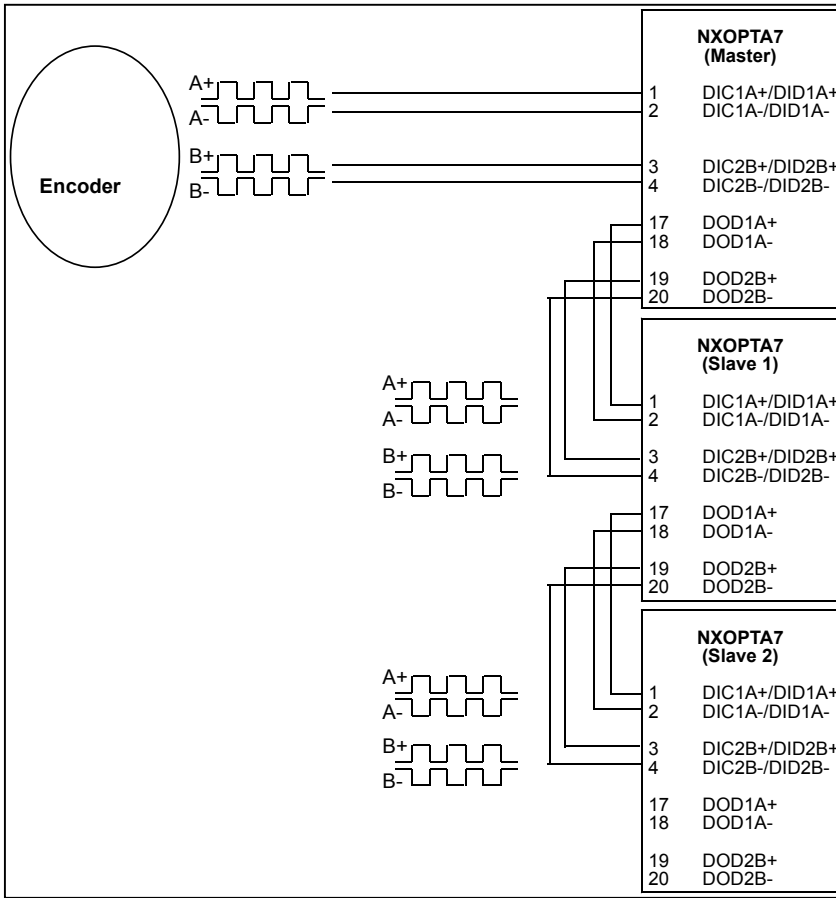 NXOPTA7
(Master)
A+
A-
1 DIC1A+/DID1A+
2 DIC1A-/DID1A-
B+
B-
Encoder
3 DIC2B+/DID2B+
4 DIC2B-/DID2B-
17 DOD1A+
18 DOD1A-
19 DOD2B+
20 DOD2B-
NXOPTA7
(Slave 1)
A+
A-
1 DIC1A+/DID1A+
2 DIC1A-/DID1A-
B+
B-
3 DIC2B+/DID2B+
4 DIC2B-/DID2B-
17 DOD1A+
18 DOD1A-
19 DOD2B+
20 DOD2B-
NXOPTA7
(Slave 2)
A+
A-
1 DIC1A+/DID1A+
2 DIC1A-/DID1A-
B+
B-
3 DIC2B+/DID2B+
4 DIC2B-/DID2B-
17 DOD1A+
18 DOD1A-
19 DOD2B+
20 DOD2B-